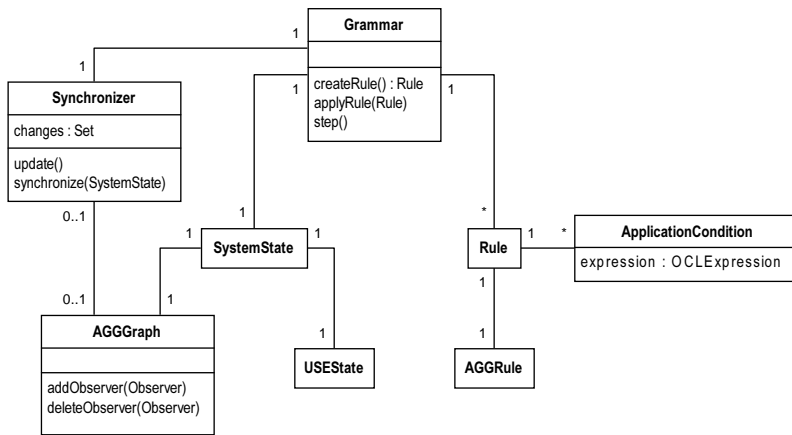 Grammar
createRule() : Rule
applyRule(Rule)
step()
1
1
1
1
Synchronizer
changes : Set
update()
synchronize(SystemState)
0..1
0..1
1
*
SystemState
1
1
1
1
Rule
1
*
1
1
ApplicationCondition
expression : OCLExpression
AGGGraph
addObserver(Observer)
deleteObserver(Observer)
USEState
AGGRule